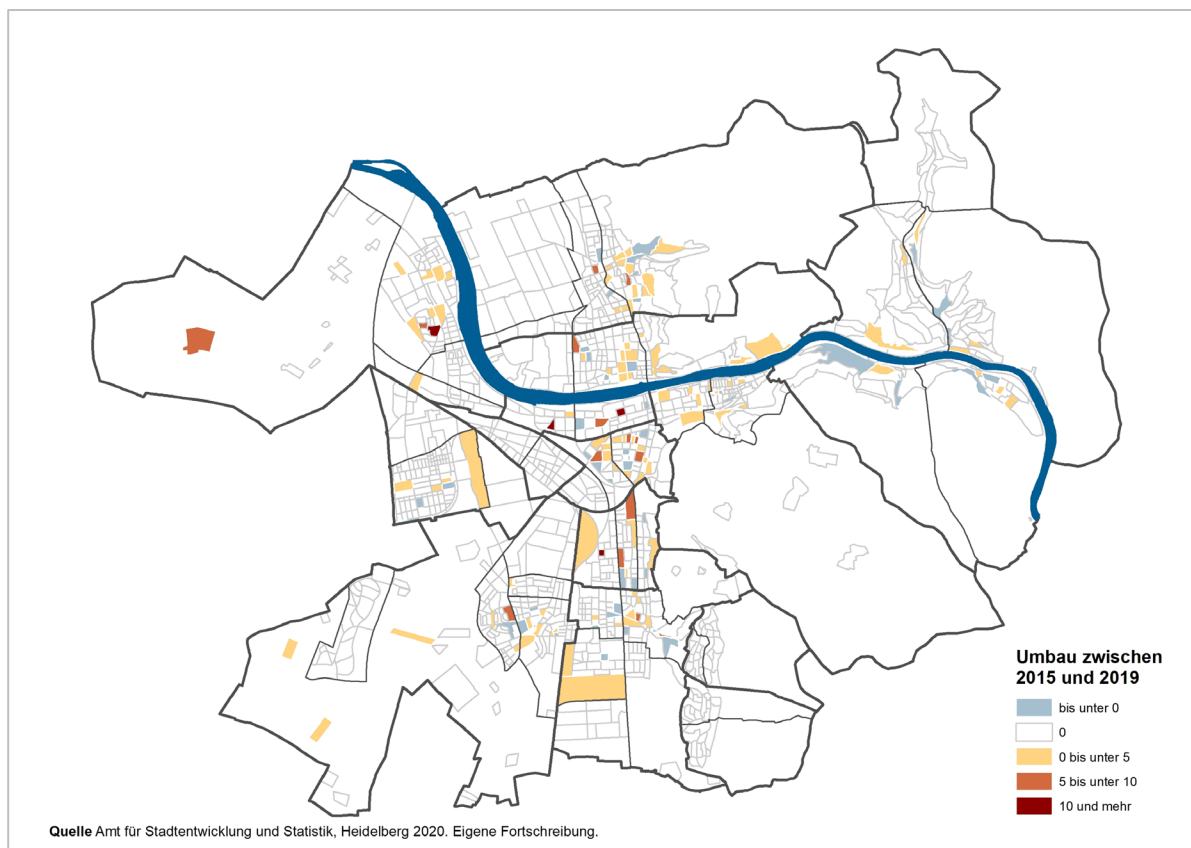 Umbau zwischen
2015 und 2019
bis unter 0
0
0 bis unter 5
5 bis unter 10
10 und mehr
Quelle Amt für Stadtentwicklung und Statistik, Heidelberg 2020. Eigene Fortschreibung.